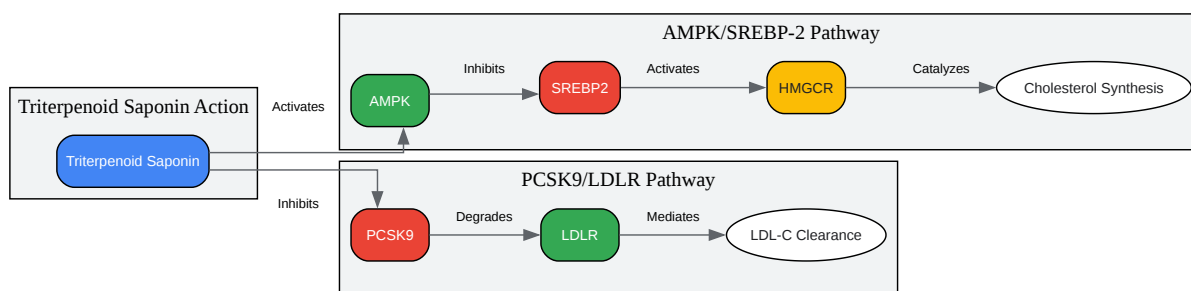 AMPK/SREBP-2 Pathway
Inhibits
Activates
Catalyzes
AMPK
SREBP2
HMGCR
Cholesterol Synthesis
Triterpenoid Saponin Action
Activates
Triterpenoid Saponin
Inhibits
PCSK9/LDLR Pathway
Degrades
Mediates
PCSK9
LDLR
LDL-C Clearance